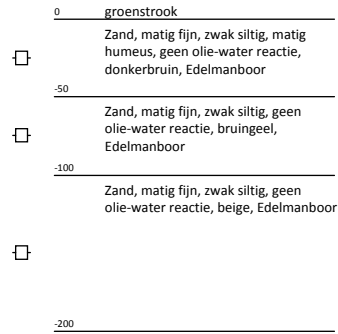 0 groenstrook
Zand, matig fijn, zwak siltig, matig
humeus, geen olie-water reactie,
donkerbruin, Edelmanboor
-50
Zand, matig fijn, zwak siltig, geen
olie-water reactie, bruingeel,
Edelmanboor
-100
Zand, matig fijn, zwak siltig, geen
olie-water reactie, beige, Edelmanboor
-200